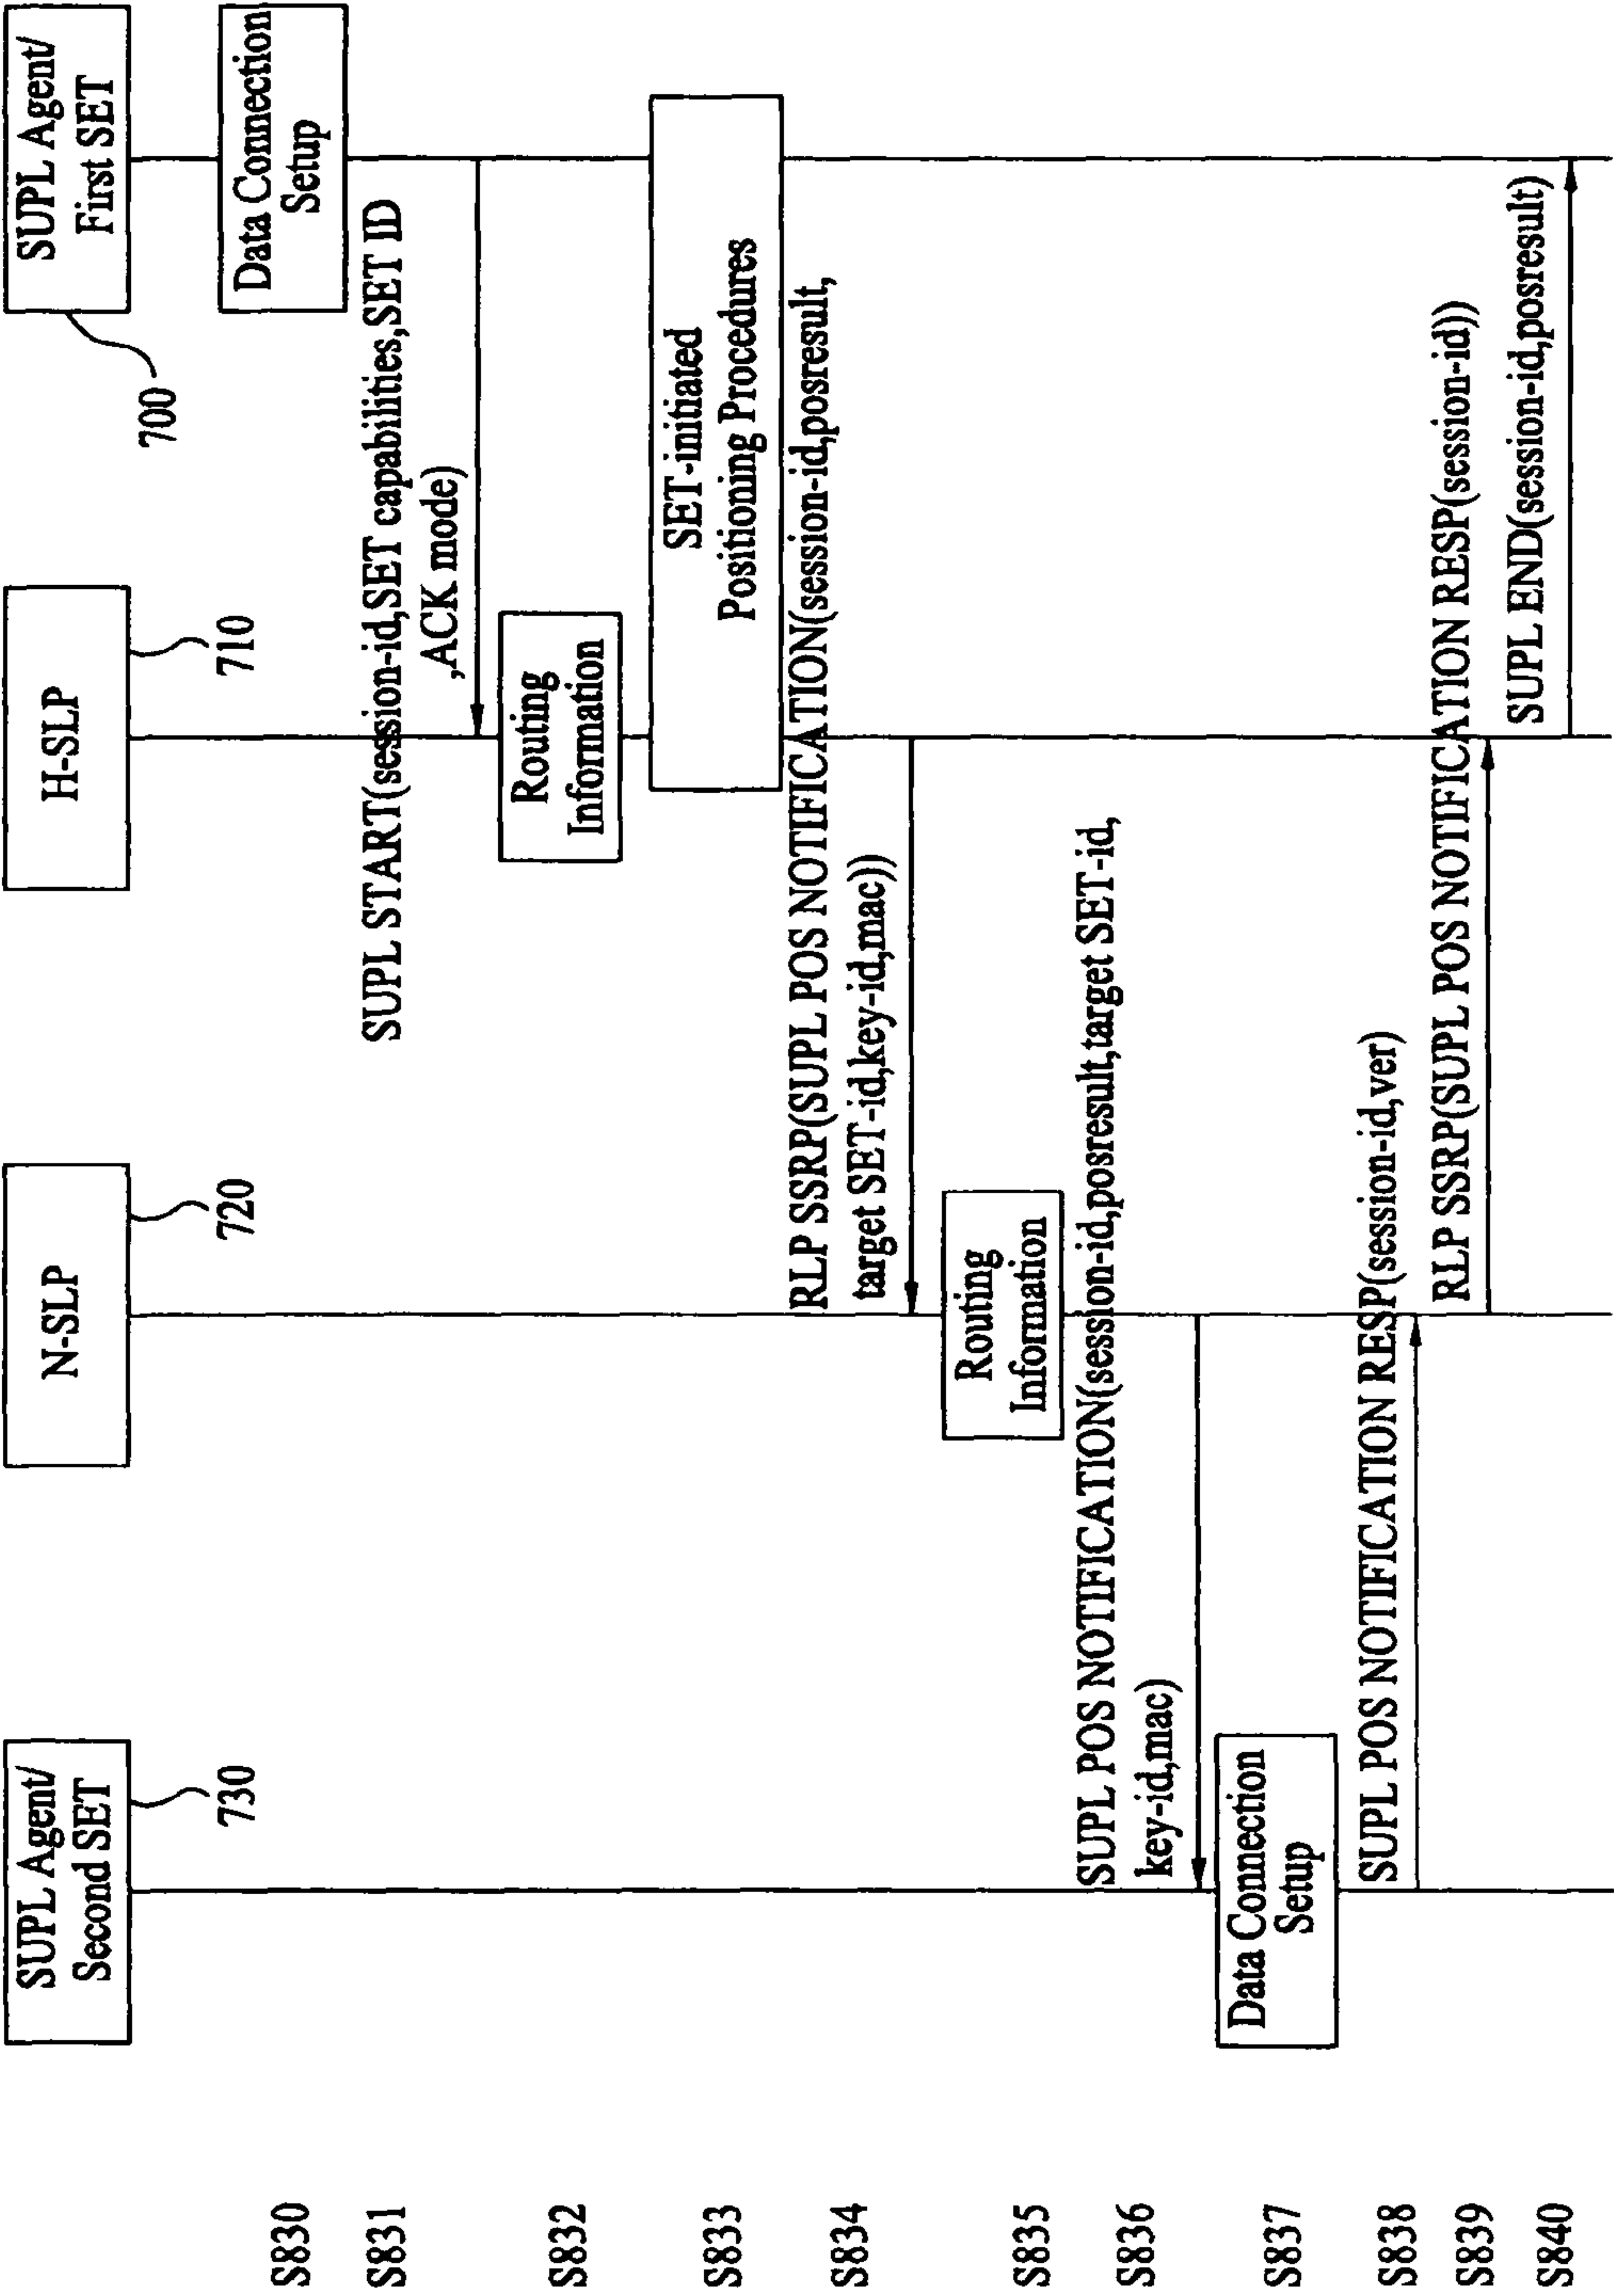 SUPL Agent/
Second SET
730
N-SLP
720
H-SLP
710
SUPL Agent/
First SET
700
S830
Data Connection
Setup
S831
SUPL START(session-id,SET capabilities,SET ID
,ACK mode)
S832
Routing
Information
S833
SET-initiated
Positioning Procedures
S834
RLP SSRP(SUPL POS NOTIFICATION(session-id,posresult,
target SET-id,key-id,mac))
S835
Routing
Information
S836
SUPL POS NOTIFICATION(session-id,posresult,target SET-id,
key-id,mac)
S837
Data Connection
Setup
S838
SUPL POS NOTIFICATION RESP(session-id,ver)
S839
RLP SSRP(SUPL POS NOTIFICATION RESP(session-id))
S840
SUPL END(session-id,posresult)